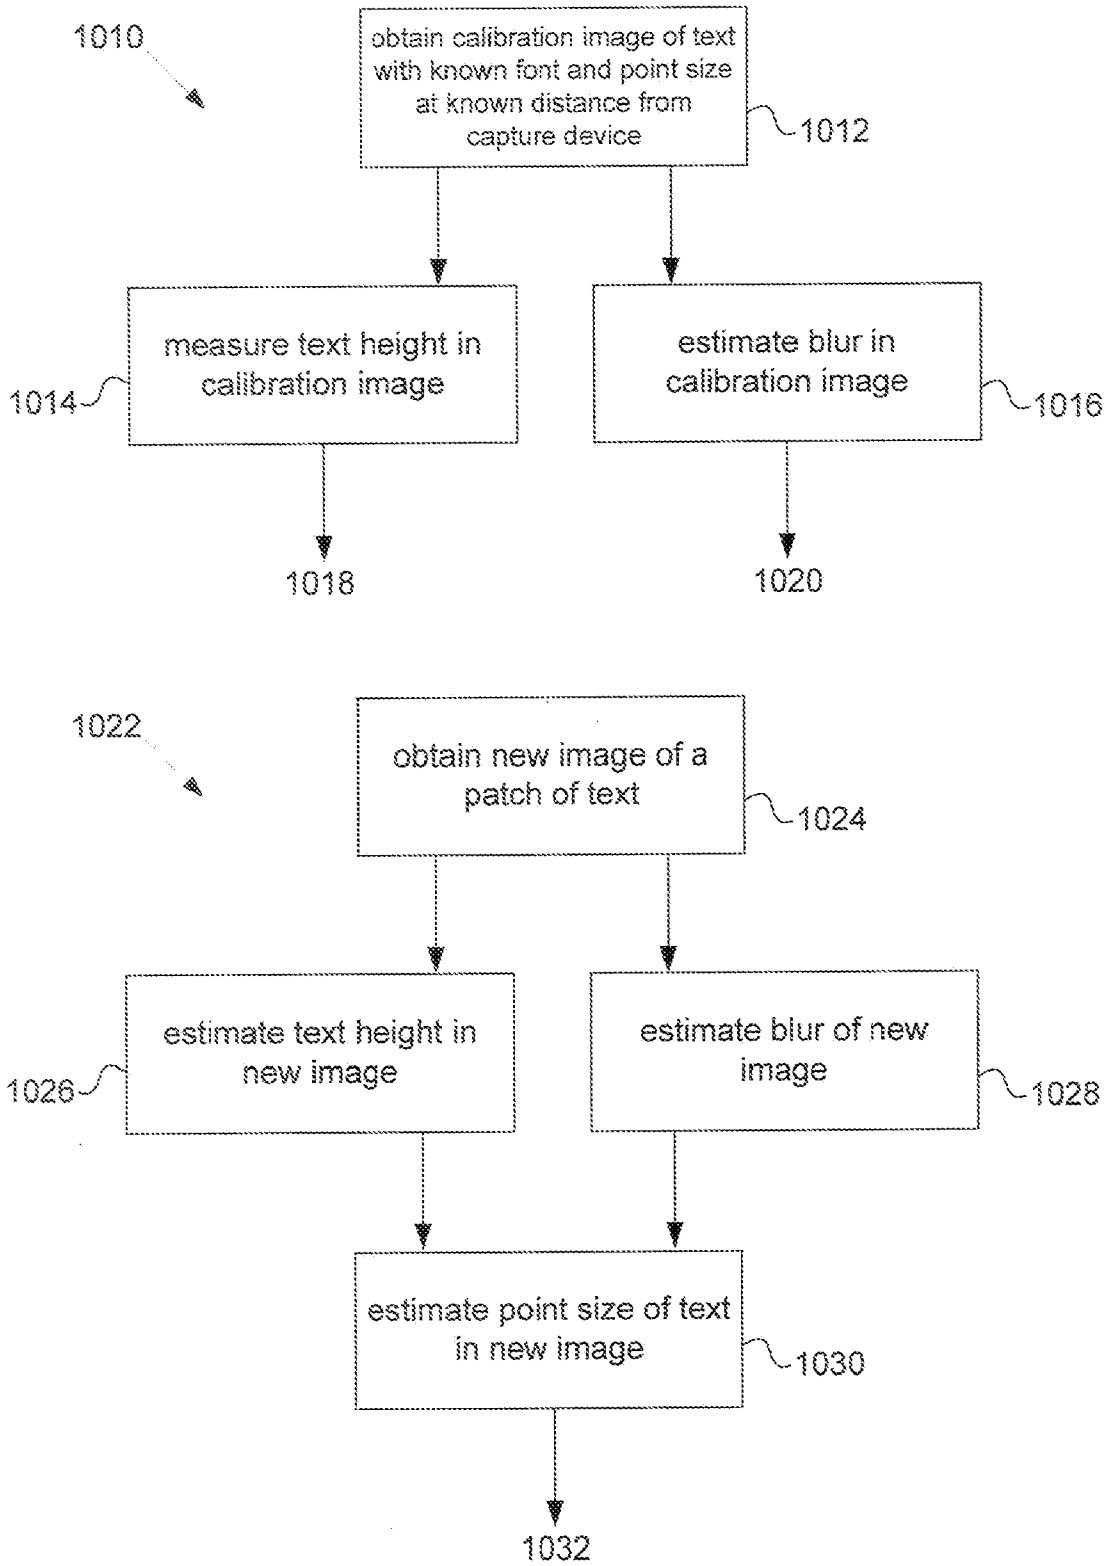 1010
obtain calibration image of text
with known font and point size
at known distance from
capture device
1012
measure text height in
calibration image
1014
estimate blur in
calibration image
1016
1018
1020
1022
obtain new image of a
patch of text
1024
estimate text height in
new image
1026
estimate blur of new
image
1028
estimate point size of text
in new image
1030
1032